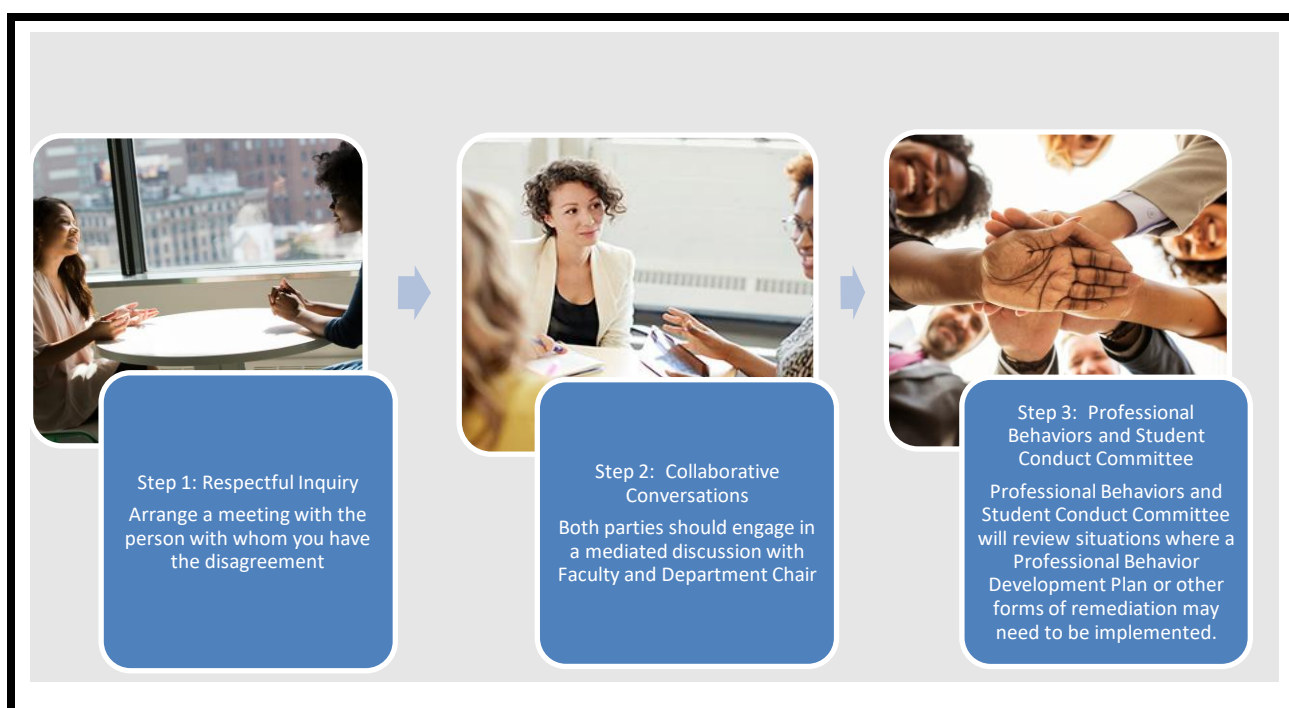 Step 1: Respectful Inquiry
Arrange a meeting with the
person with whom you have
the disagreement
Step 2:  Collaborative
Conversations
Both parties should engage in
a mediated discussion with
Faculty and Department Chair
Step 3:  Professional
Behaviors and Student
Conduct Committee
Professional Behaviors and
Student Conduct Committee
will review situations where a
Professional Behavior
Development Plan or other
forms of remediation may
need to be implemented.